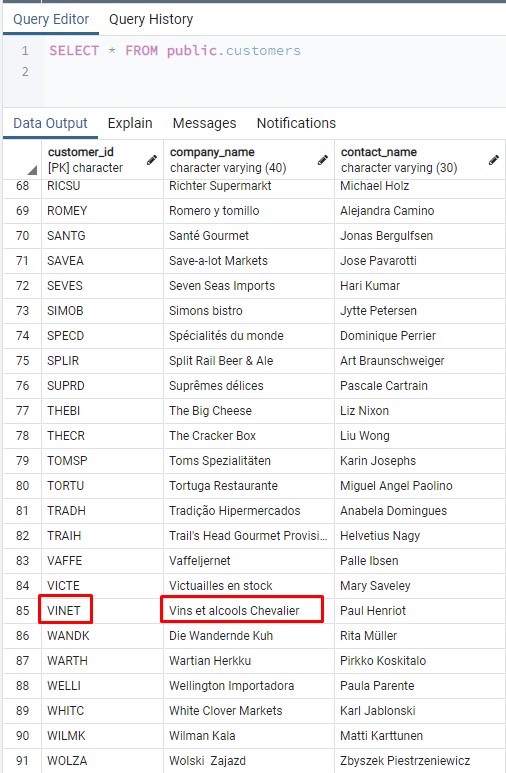 Query Editor Query History
1 SELECT * FROM public.customers
2
Data Output Explain Messages Notifications
customer_id company_name contact_name
[PK] character character varying (40) character varying (30)
68 RICSU Richter Supermarkt Michael Holz
69 ROMEY Romero y tomillo Alejandra Camino
70 SANTG Santé Gourmet Jonas Bergulfsen
71 SAVEA Save-a-lot Markets Jose Pavarotti
72 SEVES Seven Seas Imports Hari Kumar
73 SIMOB Simons bistro Jytte Petersen
74 SPECD Spécialités du monde Dominique Perrier
75 SPLIR Split Rail Beer & Ale Art Braunschweiger
76 SUPRD Suprêmes délices Pascale Cartrain
77 THEBI The Big Cheese Liz Nixon
78 THECR The Cracker Box Liu Wong
79 TOMSP Toms Spezialitäten Karin Josephs
80 TORTU Tortuga Restaurante Miguel Angel Paolino
81 TRADH Tradição Hipermercados Anabela Domingues
82 TRAIH Trail's Head Gourmet Provisi... Helvetius Nagy
83 VAFFE Vaffeljernet Palle Ibsen
84 VICTE Victuailles en stock Mary Saveley
85 VINET Vins et alcools Chevalier Paul Henriot
86 WANDK Die Wandernde Kuh Rita Müller
87 WARTH Wartian Herkku Pirkko Koskitalo
88 WELLI Wellington Importadora Paula Parente
89 WHITC White Clover Markets Karl Jablonski
90 WILMK Wilman Kala Matti Karttunen
91 WOLZA Wolski  Zajazd Zbyszek Piestrzeniewicz